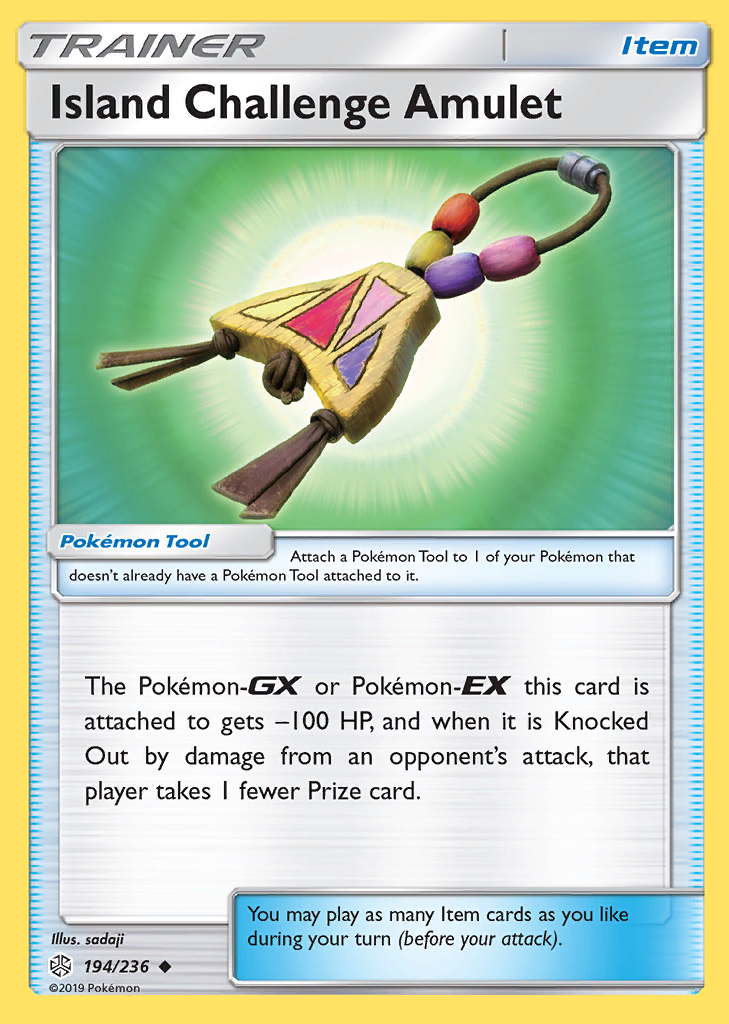 TRAINER
Item
Island Challenge Amulet
Pokémon Tool
Attach a Pokémon Tool to 1 of your Pokémon that
doesn't already have a Pokémon Tool attached to it.
The Pokémon-GX or Pokémon-EX this card is
attached to gets –100 HP, and when it is Knocked
Out by damage from an opponent's attack, that
player takes 1 fewer Prize card.
You may play as many Item cards as you like
during your turn (before your attack).
Illus. sadaji
194/236 ◆
©2019 Pokémon